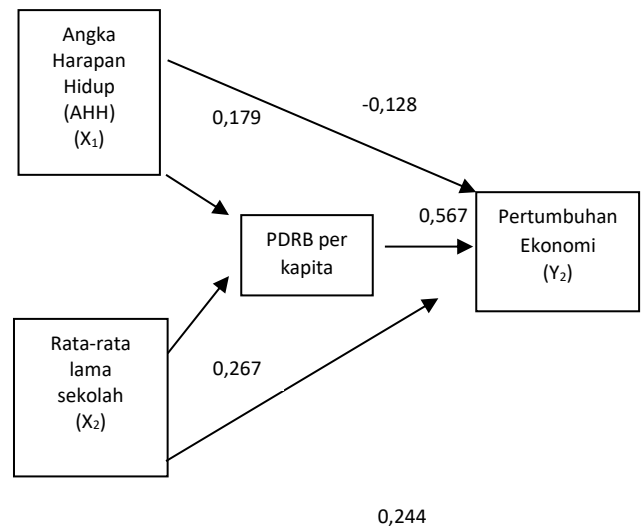 Angka
Harapan
Hidup
(AHH)
(X₁)
-0,128
0,179
0,567
PDRB per
kapita
Pertumbuhan
Ekonomi
(Y₂)
Rata-rata
lama
sekolah
(X₂)
0,267
0,244